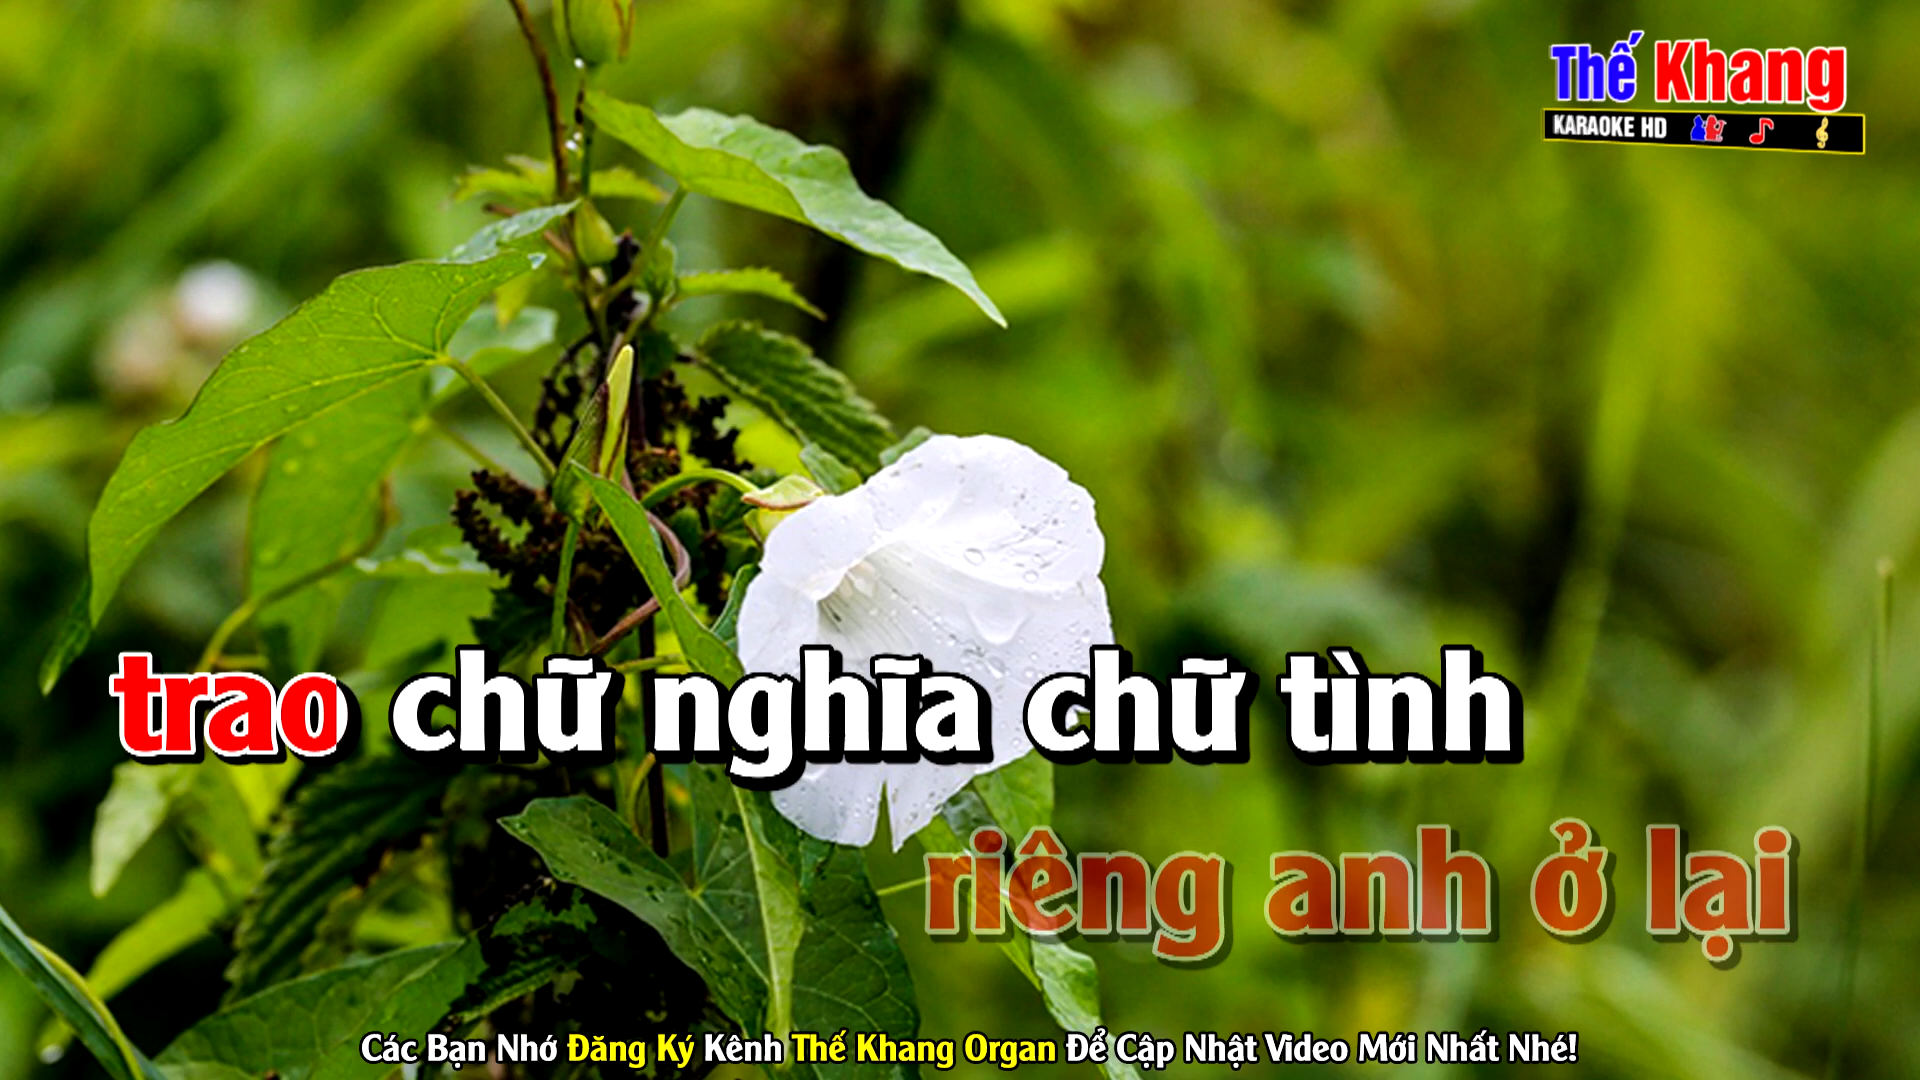 Thế Khang
KARAOKE HD
trao chữ nghĩa chữ tình
riêng anh ở lại
Các Bạn Nhớ Đăng Ký Kênh Thế Khang Organ Để Cập Nhật Video Mới Nhất Nhé!